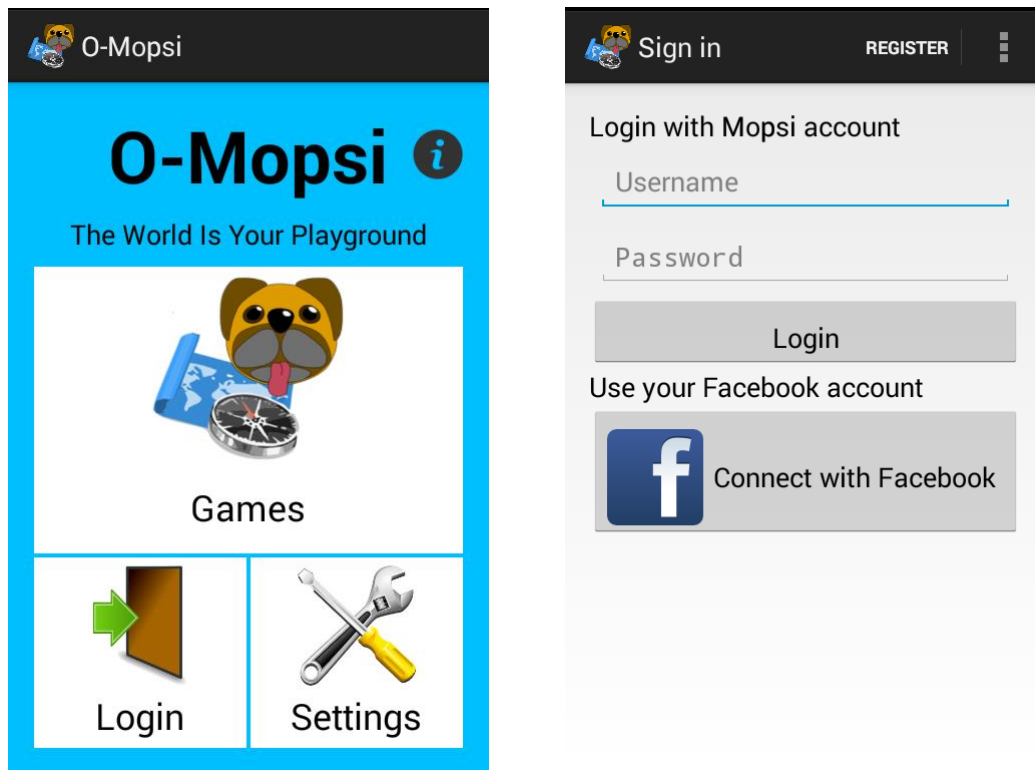 O-Mopsi
O-Mopsi i
The World Is Your Playground
Games
Login Settings
Sign in REGISTER
Login with Mopsi account
Username
Password
Login
Use your Facebook account
f Connect with Facebook